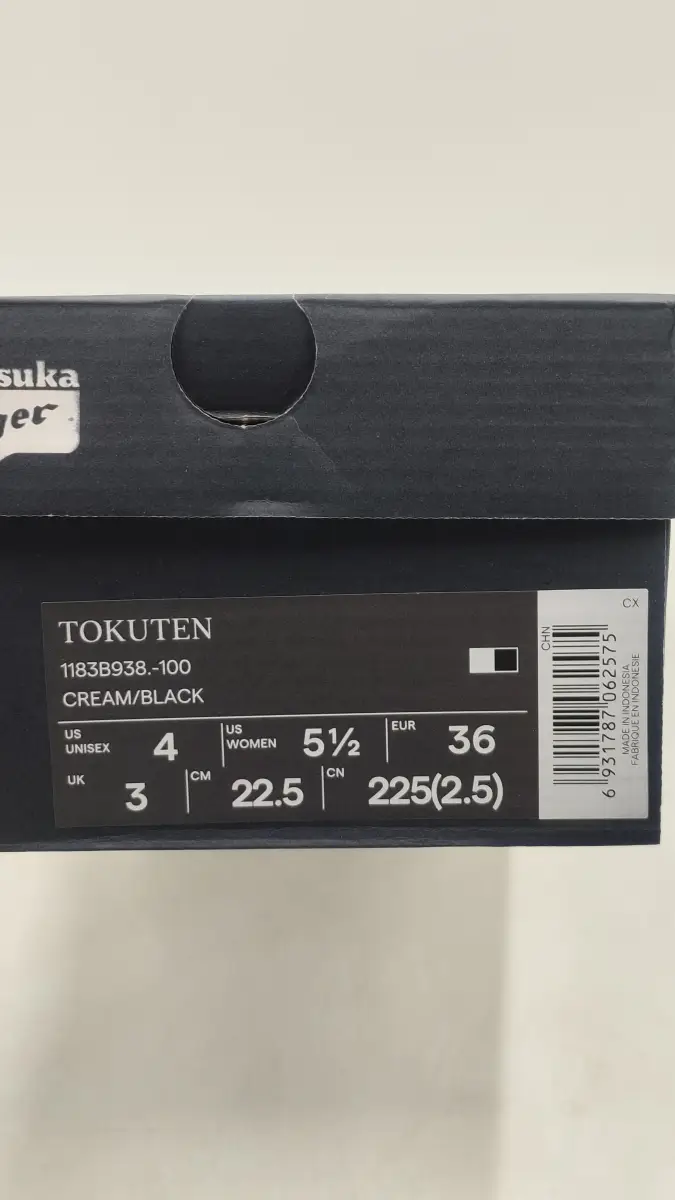 suka
ger
TOKUTEN
1183B938.-100
CREAM/BLACK
US UNISEX 4
US WOMEN 5½
EUR 36
UK 3
CM 22.5
CN 225(2.5)
CX
CHN
6 931787 062575
MADE IN INDONESIA
FABRIQUE EN INDONESIE